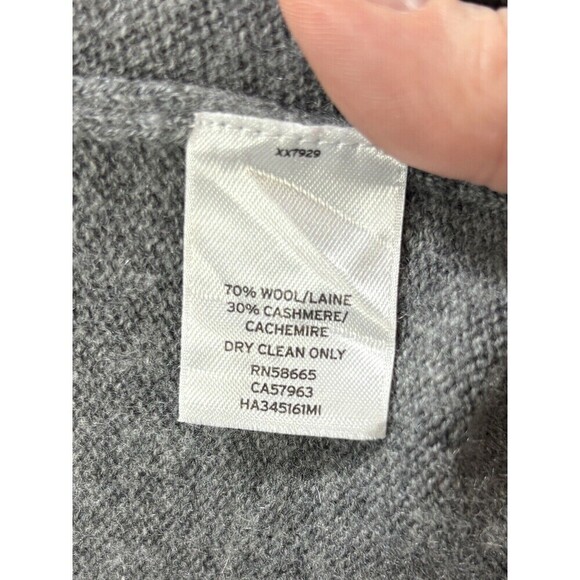 XX7929
70% WOOL/LAINE
30% CASHMERE/
CACHEMIRE
DRY CLEAN ONLY
RN58665
CA57963
HA345161MI